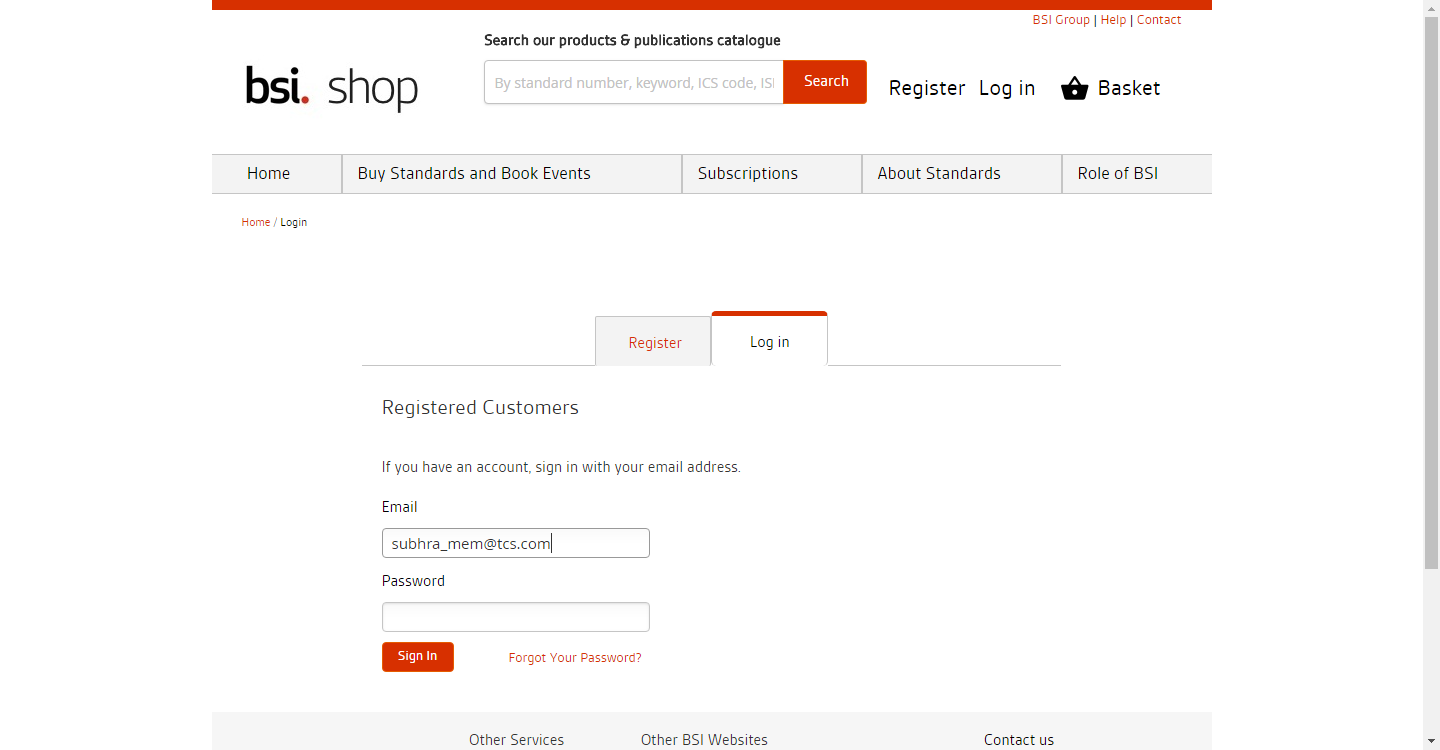 BSI Group | Help | Contact
Search our products & publications catalogue
bsi. shop
By standard number, keyword, ICS code, ISI
Search
Register Log in Basket
Home Buy Standards and Book Events Subscriptions About Standards Role of BSI
Home / Login
Register Log in
Registered Customers
If you have an account, sign in with your email address.
Email
subhra_mem@tcs.com
Password
Sign In Forgot Your Password?
Other Services Other BSI Websites Contact us